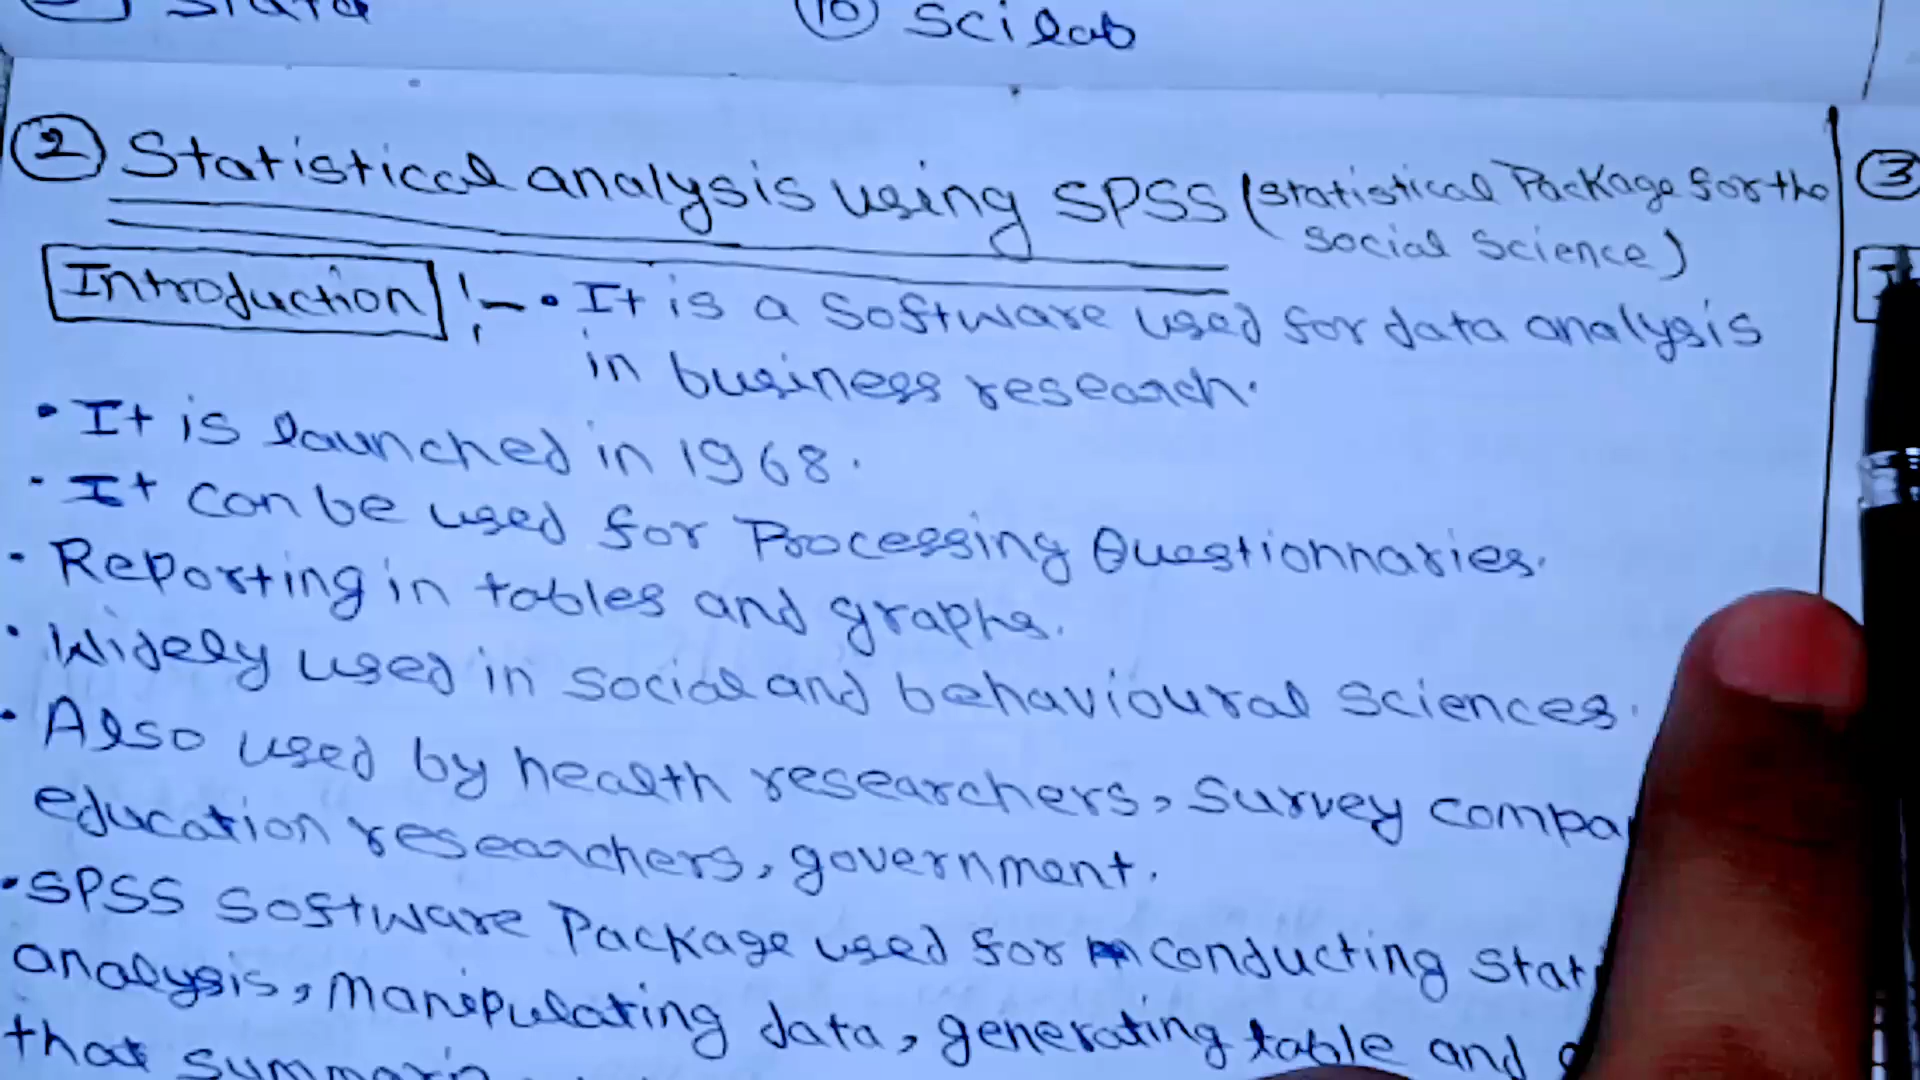 ⑩ Scilab
② Statistical analysis using SPSS (Statistical Package for the
Social Science)
Introduction :- • It is a Software used for data analysis
in business research.
• It is launched in 1968.
• It can be used for Processing Questionnaries.
• Reporting in tables and graphs.
• Widely used in social and behavioural sciences.
• Also used by health researchers, survey
education researchers, government.
• SPSS Software Package used for conducting
analysis, manipulating data, generating table and
that
③